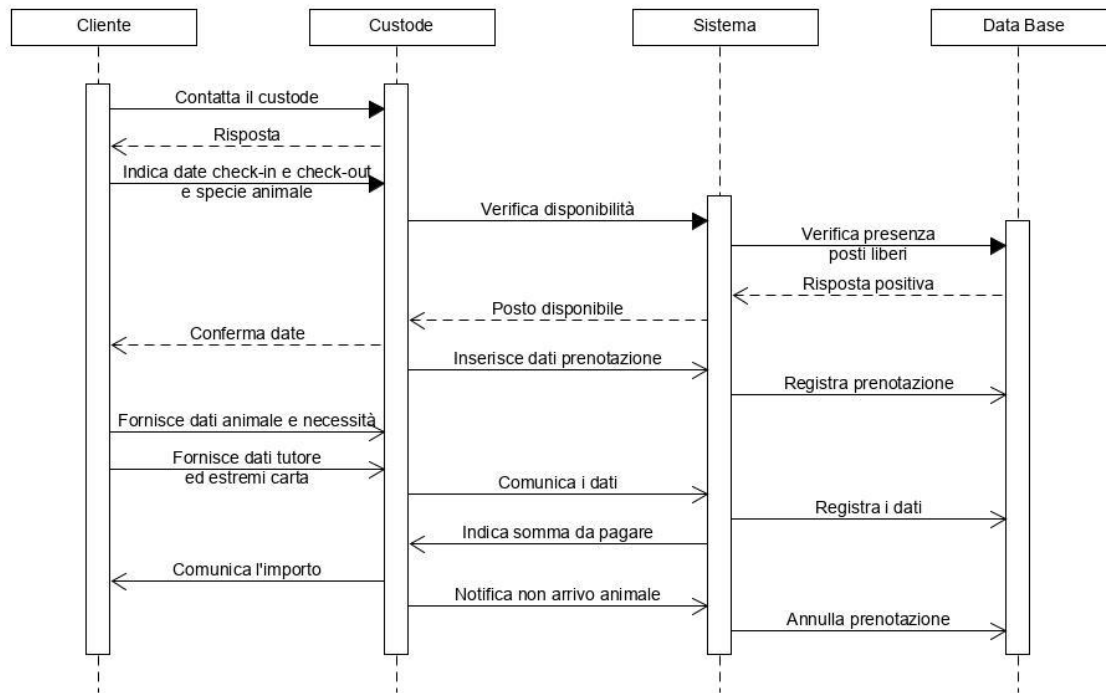 Cliente
Custode
Sistema
Data Base
Contatta il custode
Risposta
Indica date check-in e check-out
e specie animale
Verifica disponibilità
Verifica presenza
posti liberi
Risposta positiva
Posto disponibile
Conferma date
Inserisce dati prenotazione
Registra prenotazione
Fornisce dati animale e necessità
Fornisce dati tutore
ed estremi carta
Comunica i dati
Registra i dati
Indica somma da pagare
Comunica l'importo
Notifica non arrivo animale
Annulla prenotazione